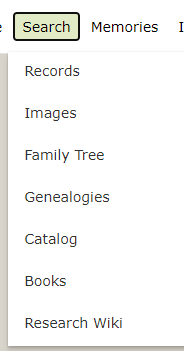 Search Memories
Records
Images
Family Tree
Genealogies
Catalog
Books
Research Wiki